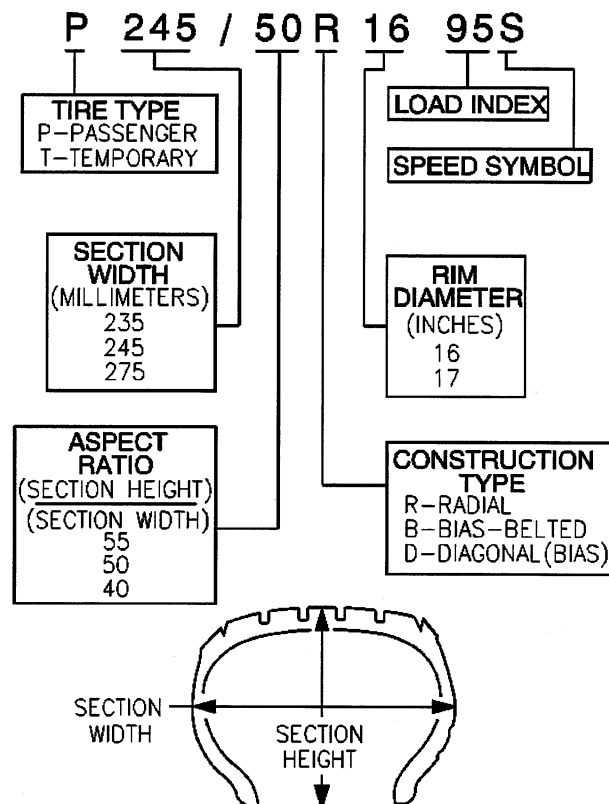 P 245 / 50 R 16 95 S
TIRE TYPE
P-PASSENGER
T-TEMPORARY
LOAD INDEX
SPEED SYMBOL
SECTION
WIDTH
(MILLIMETERS)
235
245
275
RIM
DIAMETER
(INCHES)
16
17
ASPECT
RATIO
(SECTION HEIGHT)
(SECTION WIDTH)
55
50
40
CONSTRUCTION
TYPE
R-RADIAL
B-BIAS-BELTED
D-DIAGONAL(BIAS)
SECTION
WIDTH
SECTION
HEIGHT